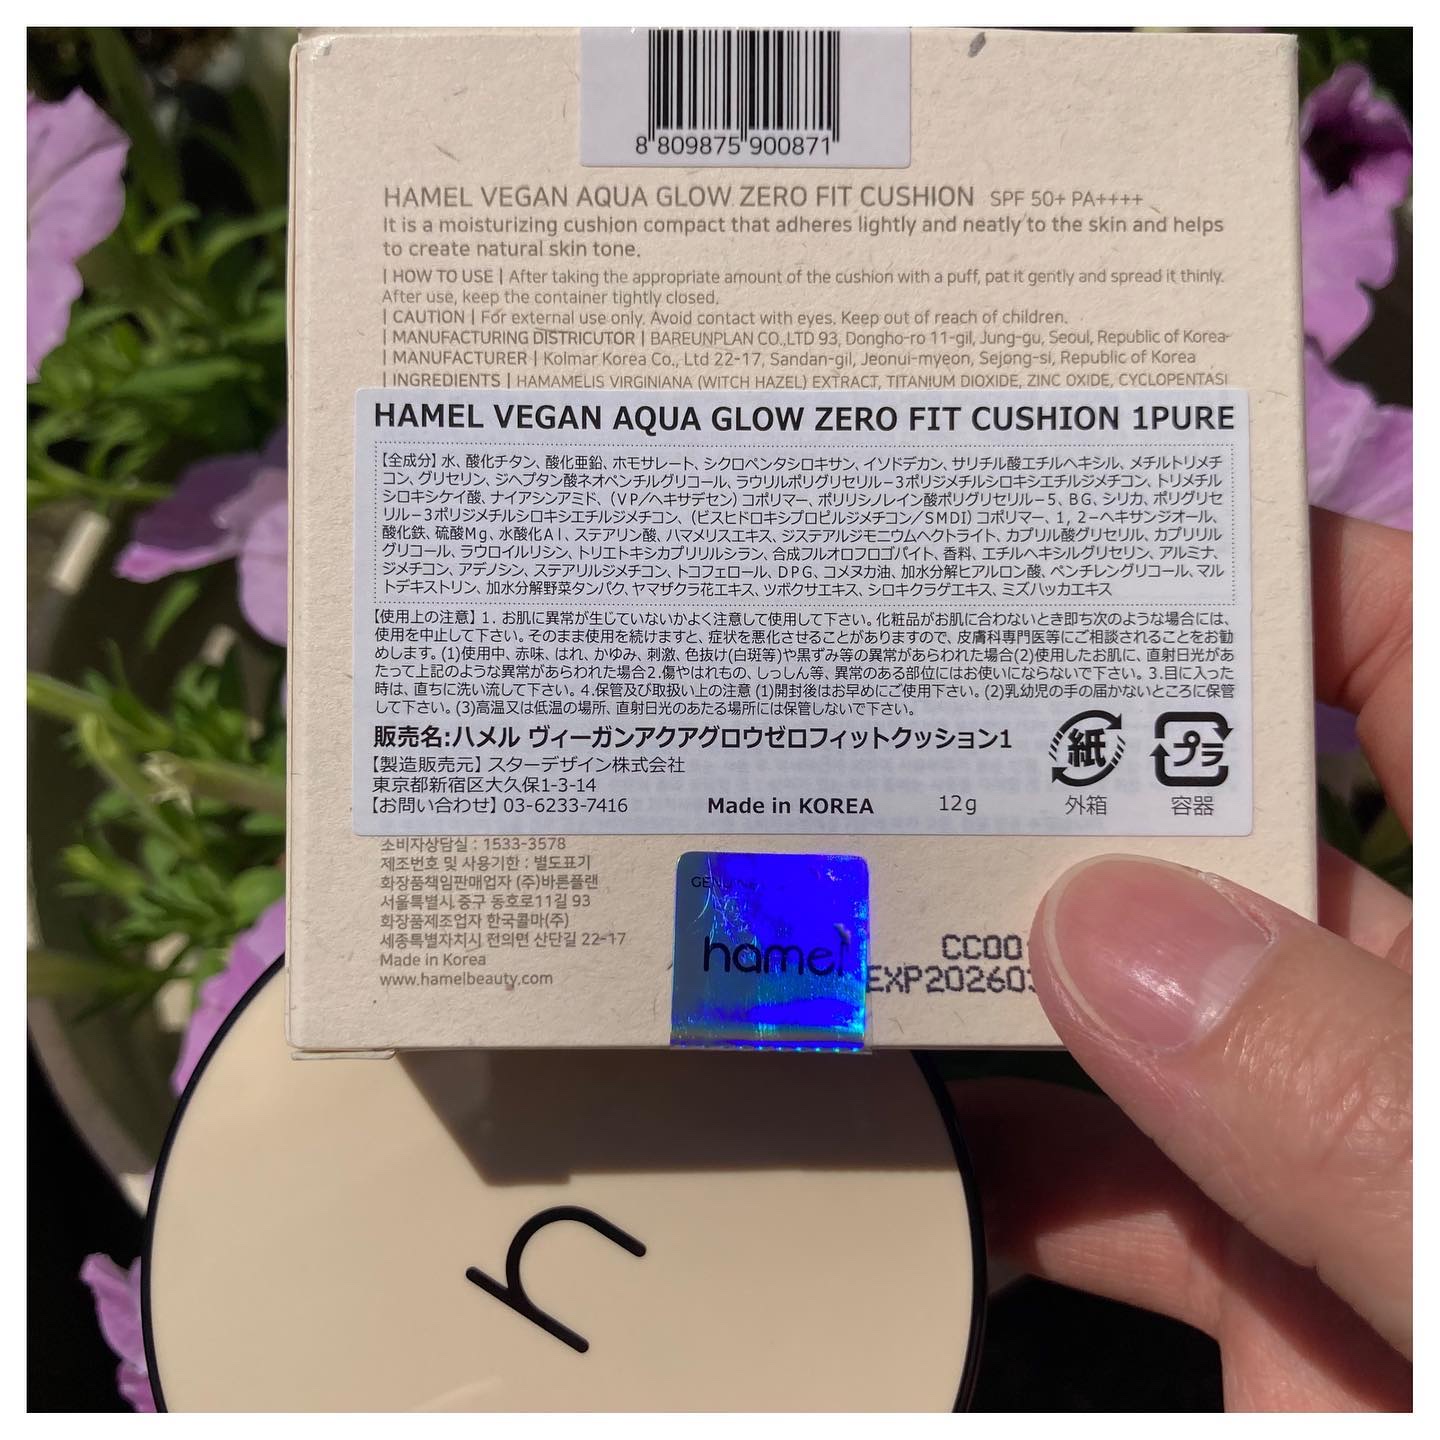 8 809875 900871
HAMEL VEGAN AQUA GLOW ZERO FIT CUSHION SPF 50+ PA++++
It is a moisturizing cushion compact that adheres lightly and neatly to the skin and helps
to create natural skin tone.
| HOW TO USE | After taking the appropriate amount of the cushion with a puff, pat it gently and spread it thinly.
After use, keep the container tightly closed.
| CAUTION | For external use only. Avoid contact with eyes. Keep out of reach of children.
| MANUFACTURING DISTRICUTOR | BAREUNPLAN CO.,LTD 93, Dongho-ro 11-gil, Jung-gu, Seoul, Republic of Korea
| MANUFACTURER | Kolmar Korea Co., Ltd 22-17, Sandan-gil, Jeonui-myeon, Sejong-si, Republic of Korea
| INGREDIENTS | HAMAMELIS VIRGINIANA (WITCH HAZEL) EXTRACT, TITANIUM DIOXIDE, ZINC OXIDE, CYCLOPENTASI
HAMEL VEGAN AQUA GLOW ZERO FIT CUSHION 1PURE
【全成分】水、酸化チタン、酸化亜鉛、ホモサレート、シクロペンタシロキサン、イソドデカン、サリチル酸エチルヘキシル、メチルトリメチ
コン、グリセリン、ジヘプタン酸ネオペンチルグリコール、ラウリルポリグリセリル－3ポリジメチルシロキシエチルジメチコン、トリメチル
シロキシケイ酸、ナイアシンアミド、（VP／ヘキサデセン）コポリマー、ポリリシノレイン酸ポリグリセリル－5、BG、シリカ、ポリグリセ
リル－3ポリジメチルシロキシエチルジメチコン、（ビスヒドロキシプロピルジメチコン／SMDI）コポリマー、1，2－ヘキサンジオール、
酸化鉄、硫酸Mg、水酸化Al、ステアリン酸、ハマメリスエキス、ジステアルジモニウムヘクトライト、カプリル酸グリセリル、カプリリル
グリコール、ラウロイルリシン、トリエトキシカプリリルシラン、合成フルオロフロゴパイト、香料、エチルヘキシルグリセリン、アルミナ、
ジメチコン、アデノシン、ステアリルジメチコン、トコフェロール、DPG、コメヌカ油、加水分解ヒアルロン酸、ペンチレングリコール、マル
トデキストリン、加水分解野菜タンパク、ヤマザクラ花エキス、ツボクサエキス、シロキクラゲエキス、ミズハッカエキス
【使用上の注意】1. お肌に異常が生じていないかよく注意して使用して下さい。化粧品がお肌に合わないとき即ち次のような場合には、
使用を中止して下さい。そのまま使用を続けますと、症状を悪化させることがありますので、皮膚科専門医等にご相談されることをお勧
めします。(1)使用中、赤味、はれ、かゆみ、刺激、色抜け(白斑等)や黒ずみ等の異常があらわれた場合(2)使用したお肌に、直射日光があ
たって上記のような異常があらわれた場合2.傷やはれもの、しっしん等、異常のある部位にはお使いにならないで下さい。3.目に入った
時は、直ちに洗い流して下さい。4.保管及び取扱い上の注意 (1)開封後はお早めにご使用下さい。(2)乳幼児の手の届かないところに保管
して下さい。(3)高温又は低温の場所、直射日光のあたる場所には保管しないで下さい。
販売名:ハメル ヴィーガンアクアグロウゼロフィットクッション1
【製造販売元】スターデザイン株式会社
東京都新宿区大久保1-3-14
【お問い合わせ】03-6233-7416 Made in KOREA 12g
紙 プラ
外箱 容器
소비자상담실 : 1533-3578
제조번호 및 사용기한 : 별도표기
화장품책임판매업자 (주)바른플랜
서울특별시 중구 동호로11길 93
화장품제조업자 한국콜마(주)
세종특별자치시 전의면 산단길 22-17
Made in Korea
www.hamelbeauty.com
GENUINE
hamel
CC00
EXP202603
h